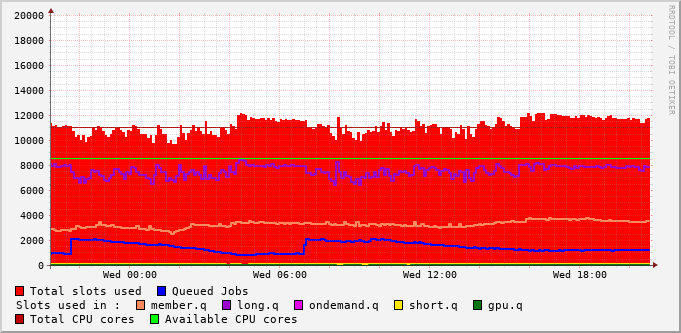 20000
18000
16000
14000
12000
10000
8000
6000
4000
2000
0
Wed 00:00 Wed 06:00 Wed 12:00 Wed 18:00
Total slots used Queued Jobs
Slots used in : member.q long.q ondemand.q short.q gpu.q
Total CPU cores Available CPU cores
RRDTOOL / TOBI OETIKER